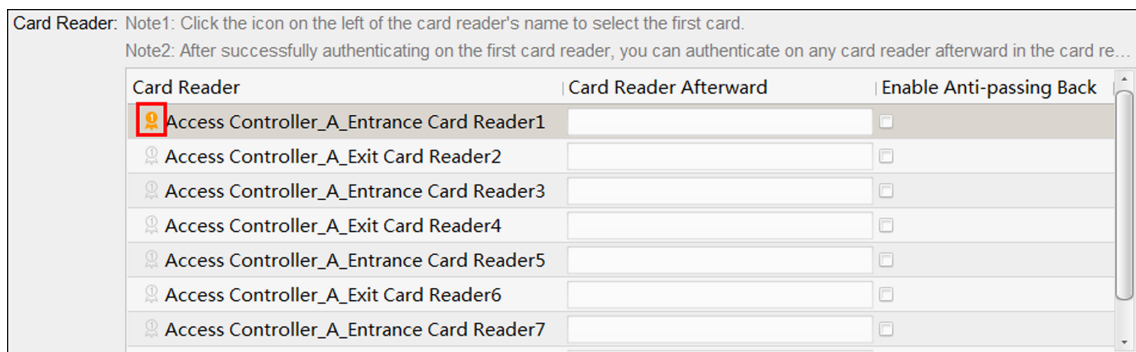 Card Reader: Note1: Click the icon on the left of the card reader's name to select the first card.
Note2: After successfully authenticating on the first card reader, you can authenticate on any card reader afterward in the card re...
Card Reader Card Reader Afterward Enable Anti-passing Back
Access Controller_A_Entrance Card Reader1
Access Controller_A_Exit Card Reader2
Access Controller_A_Entrance Card Reader3
Access Controller_A_Exit Card Reader4
Access Controller_A_Entrance Card Reader5
Access Controller_A_Exit Card Reader6
Access Controller_A_Entrance Card Reader7